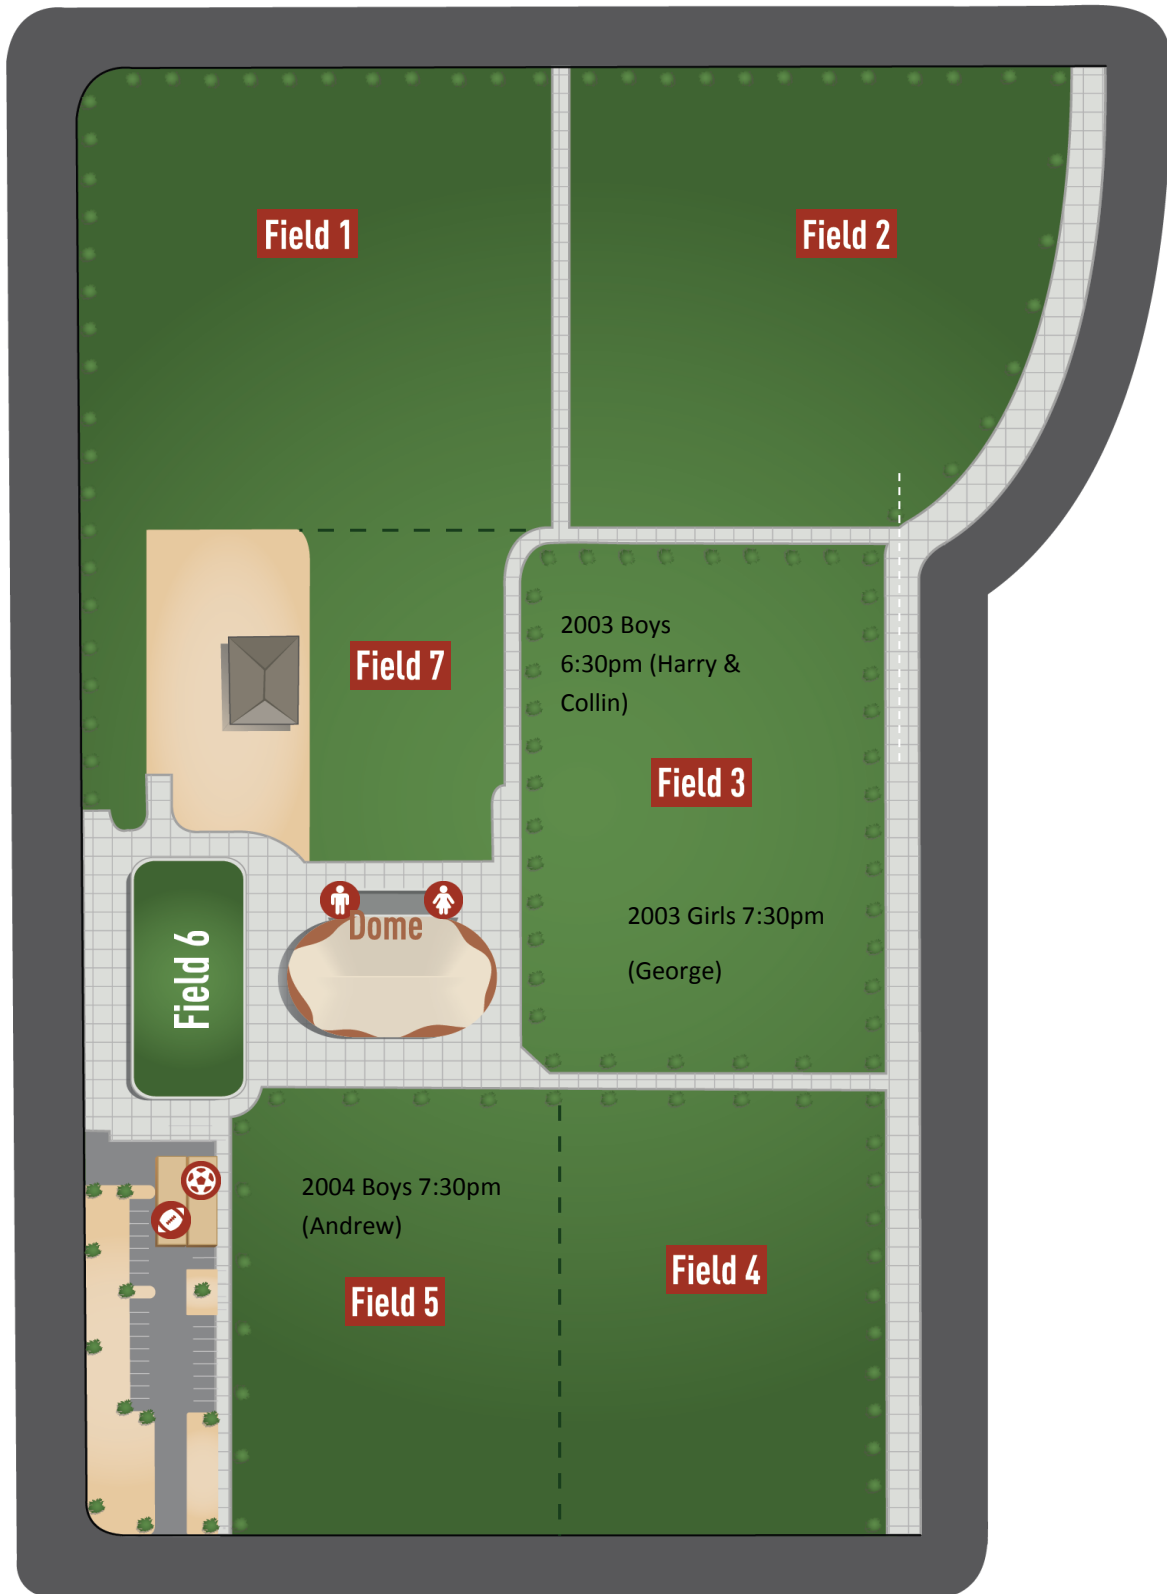 Field 1
Field 2
2003 Boys
6:30pm (Harry &
Collin)
Field 7
Field 3
2003 Girls 7:30pm
(George)
Dome
Field 6
2004 Boys 7:30pm
(Andrew)
Field 4
Field 5